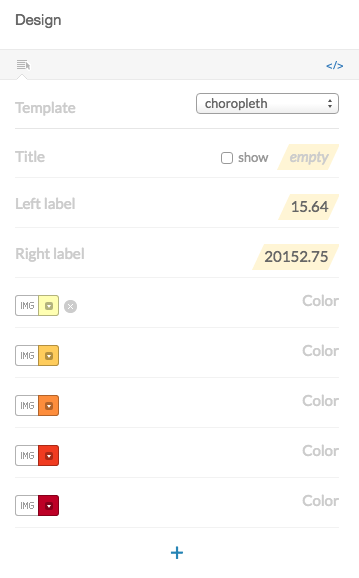 Design
</>
Template choropleth
Title show empty
Left label 15.64
Right label 20152.75
IMG Color
IMG Color
IMG Color
IMG Color
IMG Color
+